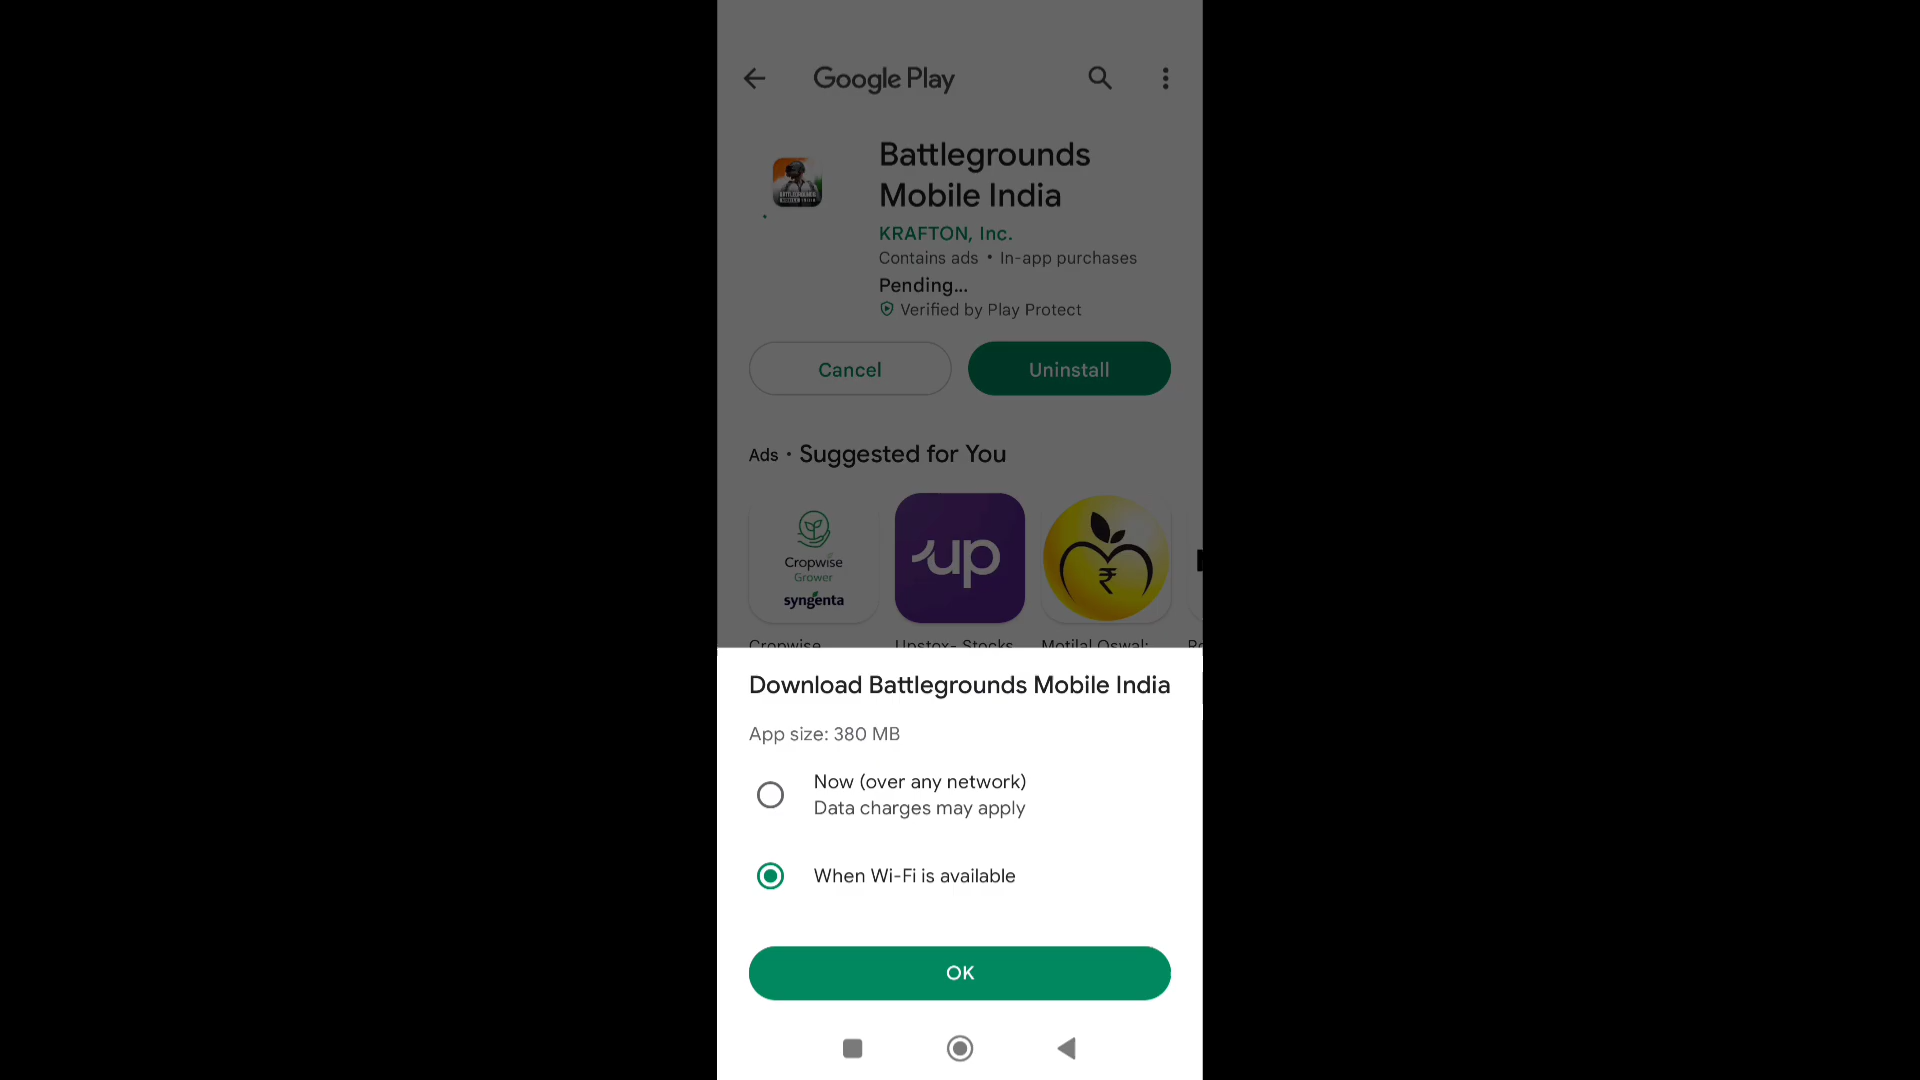 Google Play
Battlegrounds
Mobile India
KRAFTON, Inc.
Contains ads • In-app purchases
Pending...
Verified by Play Protect
Cancel
Uninstall
Ads • Suggested for You
Cropwise
Grower
syngenta
up
₹
Cropwise
Upstox- Stocks
Motilal Oswal:
Download Battlegrounds Mobile India
App size: 380 MB
Now (over any network)
Data charges may apply
When Wi-Fi is available
OK